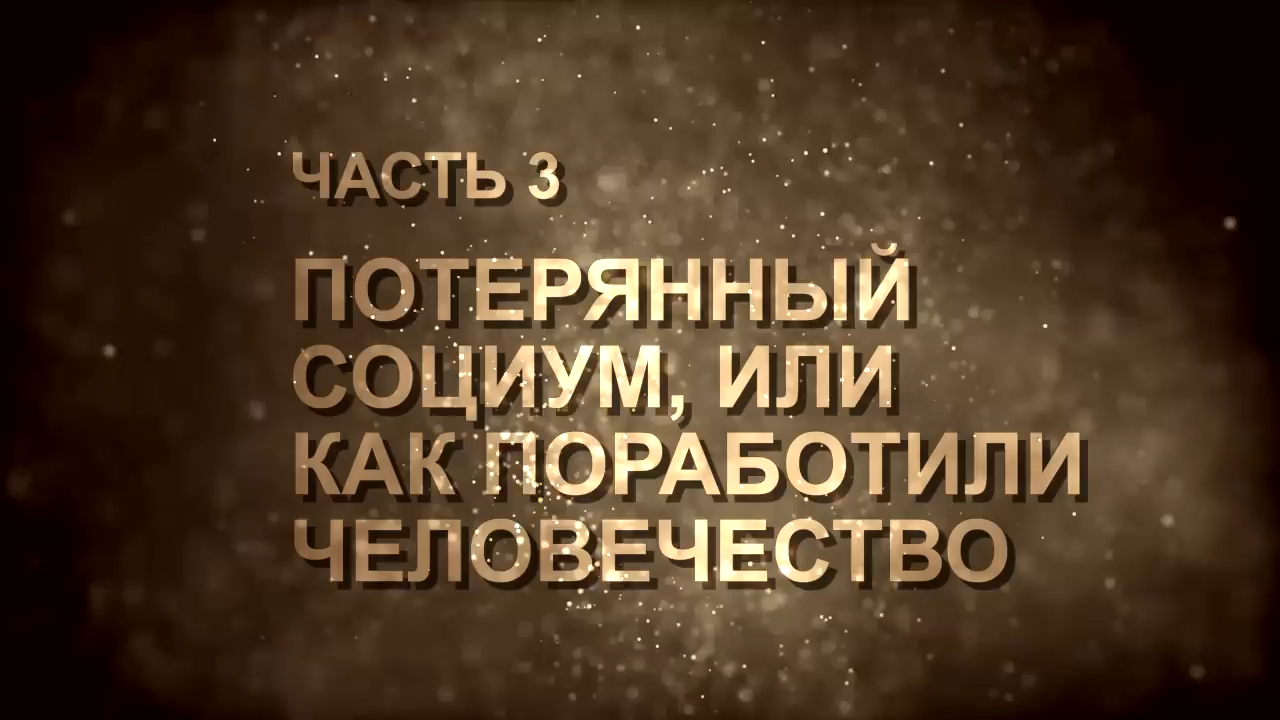 ЧАСТЬ 3
ПОТЕРЯННЫЙ
СОЦИУМ, ИЛИ
КАК ПОРАБОТИЛИ
ЧЕЛОВЕЧЕСТВО